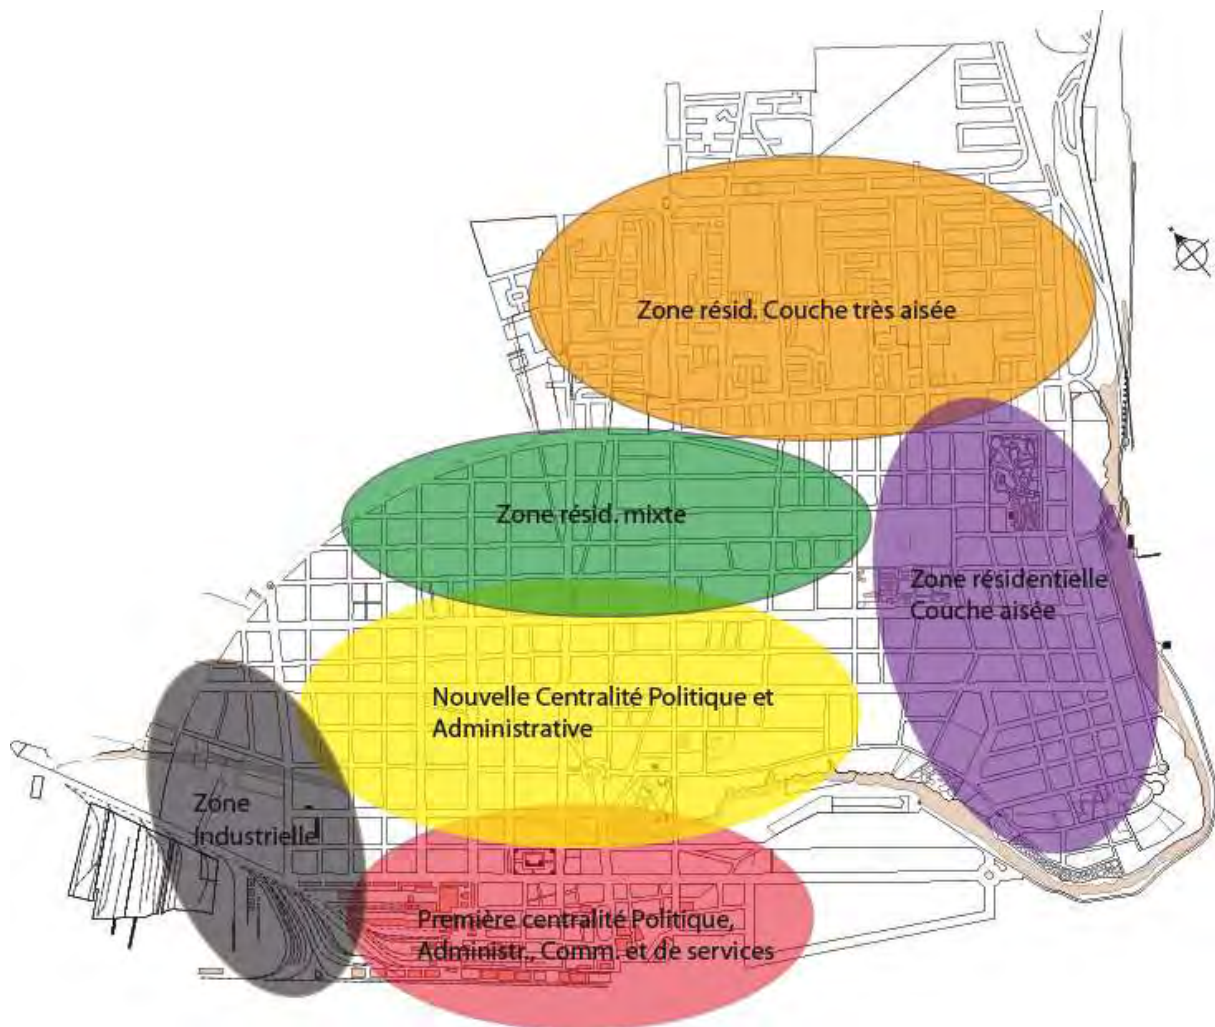 Zone résid. Couche très aisée
Zone résid. mixte
Zone résidentielle
Couche aisée
Nouvelle Centralité Politique et
Administrative
Zone
Industrielle
Première centralité Politique,
Administr., Comm. et de services